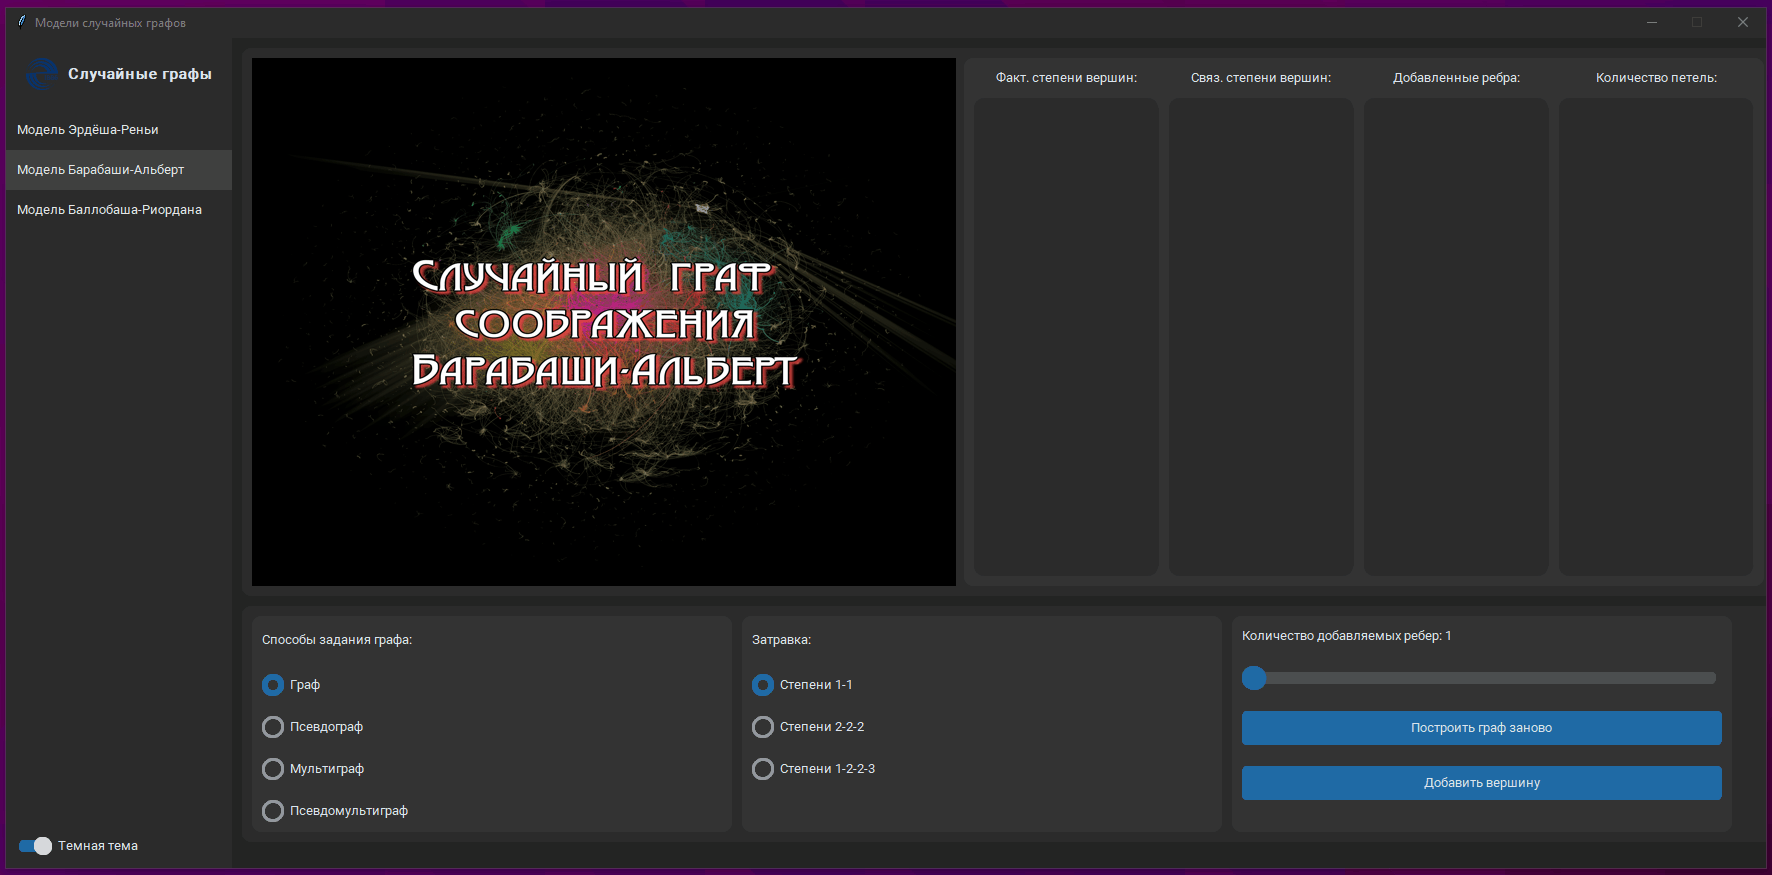 Модели случайных графов
Случайные графы
Модель Эрдёша-Реньи
Модель Барабаши-Альберт
Модель Баллобаша-Риордана
Темная тема
Случайный граф
соображения
Барабаши-Альберт
Факт. степени вершин:
Связ. степени вершин:
Добавленные ребра:
Количество петель:
Способы задания графа:
Граф
Псевдограф
Мультиграф
Псевдомультиграф
Затравка:
Степени 1-1
Степени 2-2-2
Степени 1-2-2-3
Количество добавляемых ребер: 1
Построить граф заново
Добавить вершину